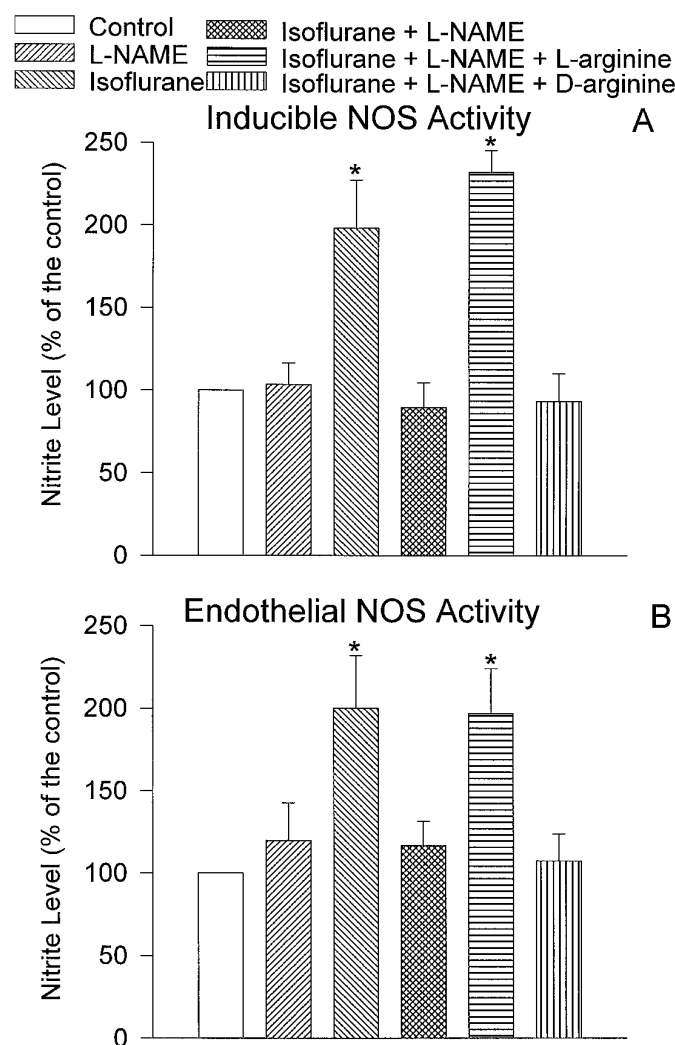 Control
L-NAME
Isoflurane
Isoflurane + L-NAME
Isoflurane + L-NAME + L-arginine
Isoflurane + L-NAME + D-arginine
Inducible NOS Activity
A
Nitrite Level (% of the control)
250
200
150
100
50
0
*
*
Endothelial NOS Activity
B
Nitrite Level (% of the control)
250
200
150
100
50
0
*
*